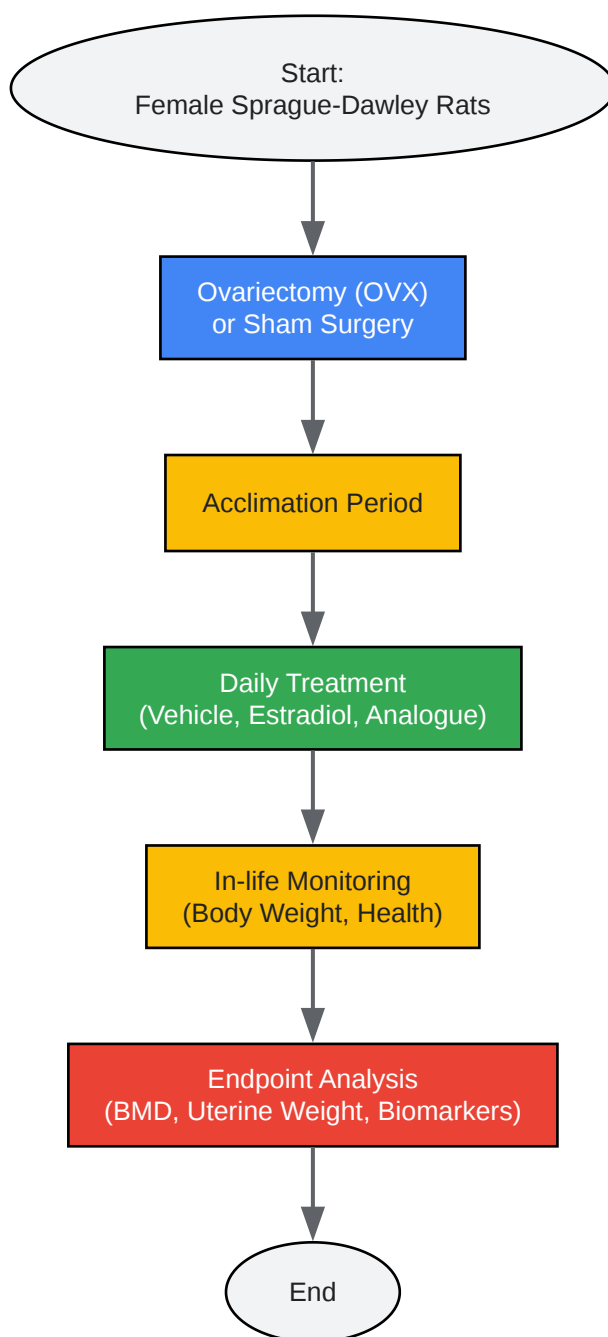 Start:
Female Sprague-Dawley Rats
Ovariectomy (OVX)
or Sham Surgery
Acclimation Period
Daily Treatment
(Vehicle, Estradiol, Analogue)
In-life Monitoring
(Body Weight, Health)
Endpoint Analysis
(BMD, Uterine Weight, Biomarkers)
End